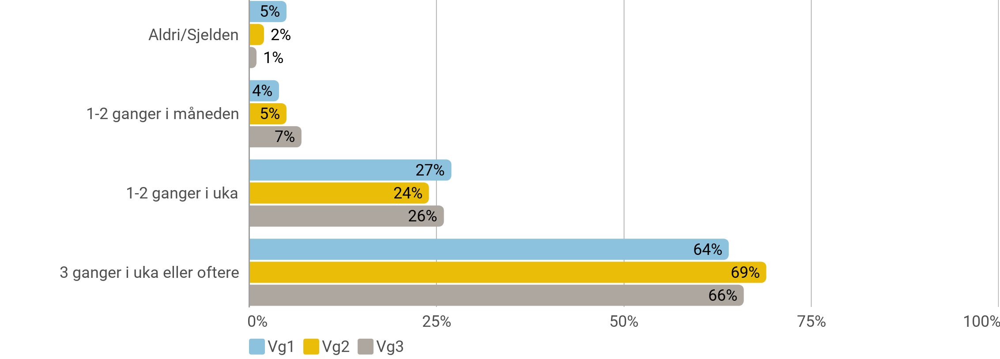 5%
Aldri/Sjelden
2%
1%
4%
1-2 ganger i måneden
5%
7%
27%
1-2 ganger i uka
24%
26%
64%
3 ganger i uka eller oftere
69%
66%
0% 25% 50% 75% 100%
Vg1 Vg2 Vg3